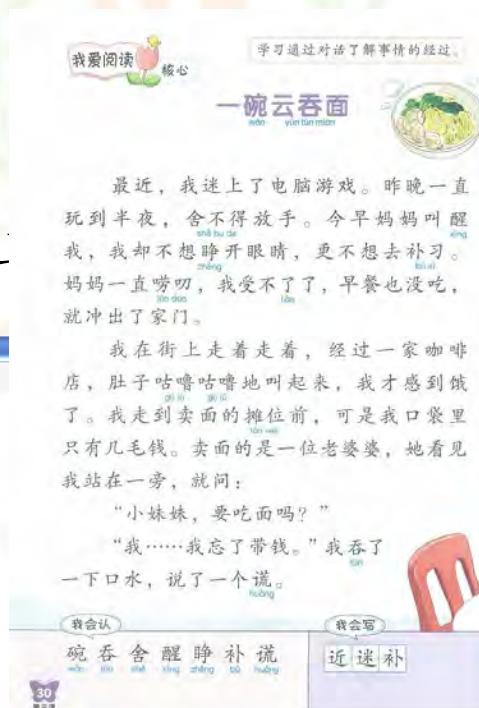 我爱阅读
核心
学习通过对话了解事情的经过。
一碗云吞面
wǎn yún tūn miàn
最近，我迷上了电脑游戏。昨晚一直
玩到半夜，舍不得放手。今早妈妈叫醒
shě bu de xǐng
我，我却不想睁开眼睛，更不想去补习。
zhēng bǔ xí
妈妈一直唠叨，我受不了了，早餐也没吃，
láo dao liǎo
就冲出了家门。
我在街上走着走着，经过一家咖啡
店，肚子咕噜咕噜地叫起来，我才感到饿
gū lū gū lū
了。我走到卖面的摊位前，可是我口袋里
tān wèi
只有几毛钱。卖面的是一位老婆婆，她看见
我站在一旁，就问：
“小妹妹，要吃面吗？”
“我……我忘了带钱。”我吞了
tūn
一下口水，说了一个谎。
huǎng
我会认
碗 吞 舍 醒 睁 补 谎
wǎn tūn shě xǐng zhēng bǔ huǎng
我会写
近 迷 补
30